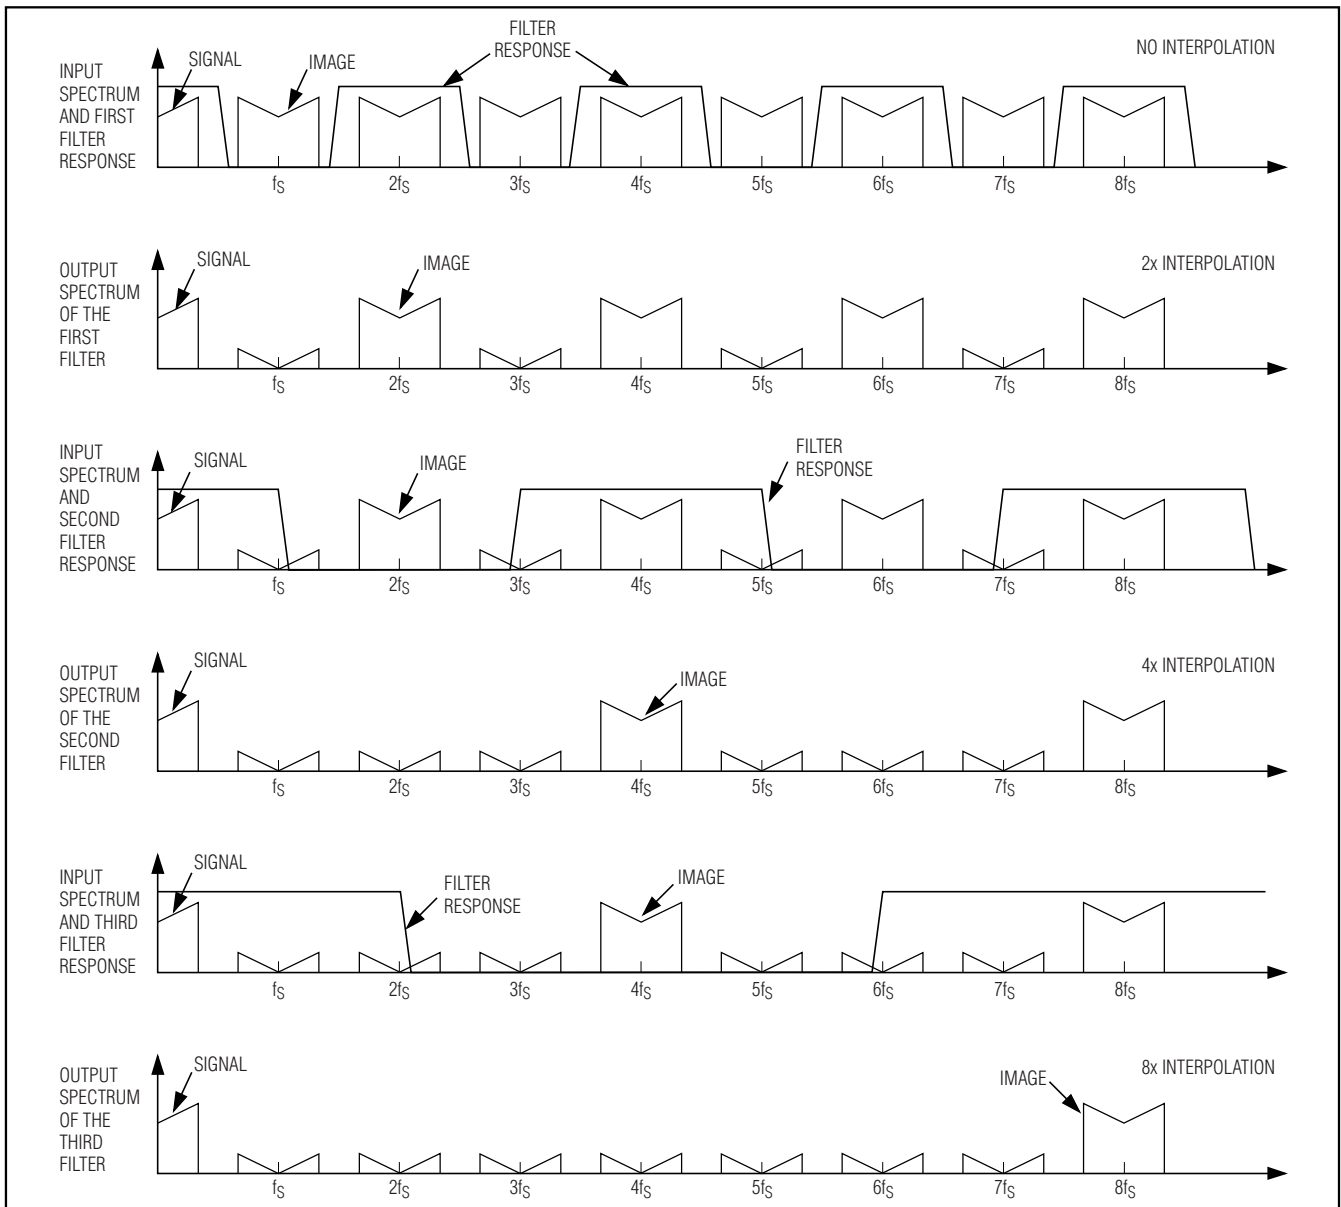 FILTER
RESPONSE
NO INTERPOLATION
SIGNAL
IMAGE
INPUT
SPECTRUM
AND FIRST
FILTER
RESPONSE
fS 2fS 3fS 4fS 5fS 6fS 7fS 8fS
SIGNAL
IMAGE
2x INTERPOLATION
OUTPUT
SPECTRUM
OF THE
FIRST
FILTER
fS 2fS 3fS 4fS 5fS 6fS 7fS 8fS
INPUT
SPECTRUM
AND
SECOND
FILTER
RESPONSE
SIGNAL
IMAGE
FILTER
RESPONSE
fS 2fS 3fS 4fS 5fS 6fS 7fS 8fS
SIGNAL
IMAGE
4x INTERPOLATION
OUTPUT
SPECTRUM
OF THE
SECOND
FILTER
fS 2fS 3fS 4fS 5fS 6fS 7fS 8fS
SIGNAL
FILTER
RESPONSE
IMAGE
INPUT
SPECTRUM
AND THIRD
FILTER
RESPONSE
fS 2fS 3fS 4fS 5fS 6fS 7fS 8fS
SIGNAL
IMAGE
8x INTERPOLATION
OUTPUT
SPECTRUM
OF THE
THIRD
FILTER
fS 2fS 3fS 4fS 5fS 6fS 7fS 8fS